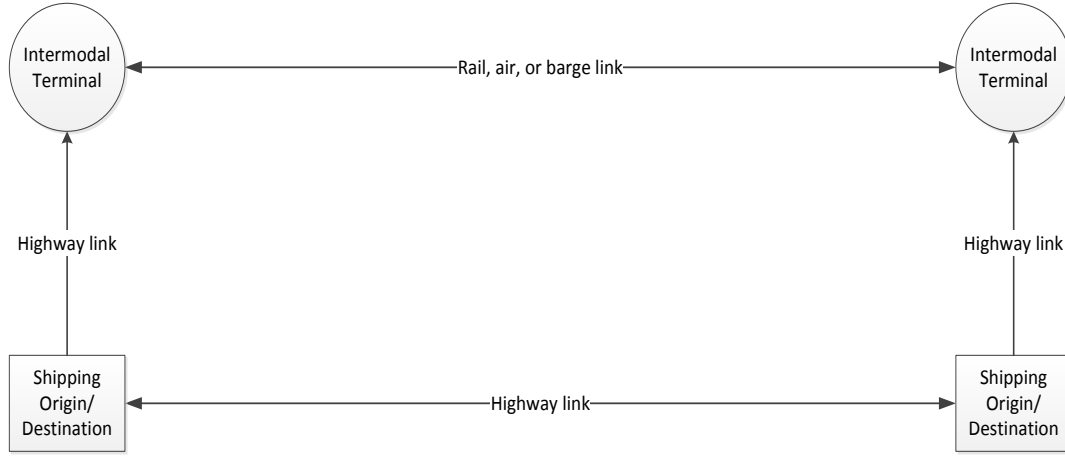 Intermodal
Terminal
Rail, air, or barge link
Intermodal
Terminal
Highway link
Highway link
Shipping
Origin/
Destination
Highway link
Shipping
Origin/
Destination